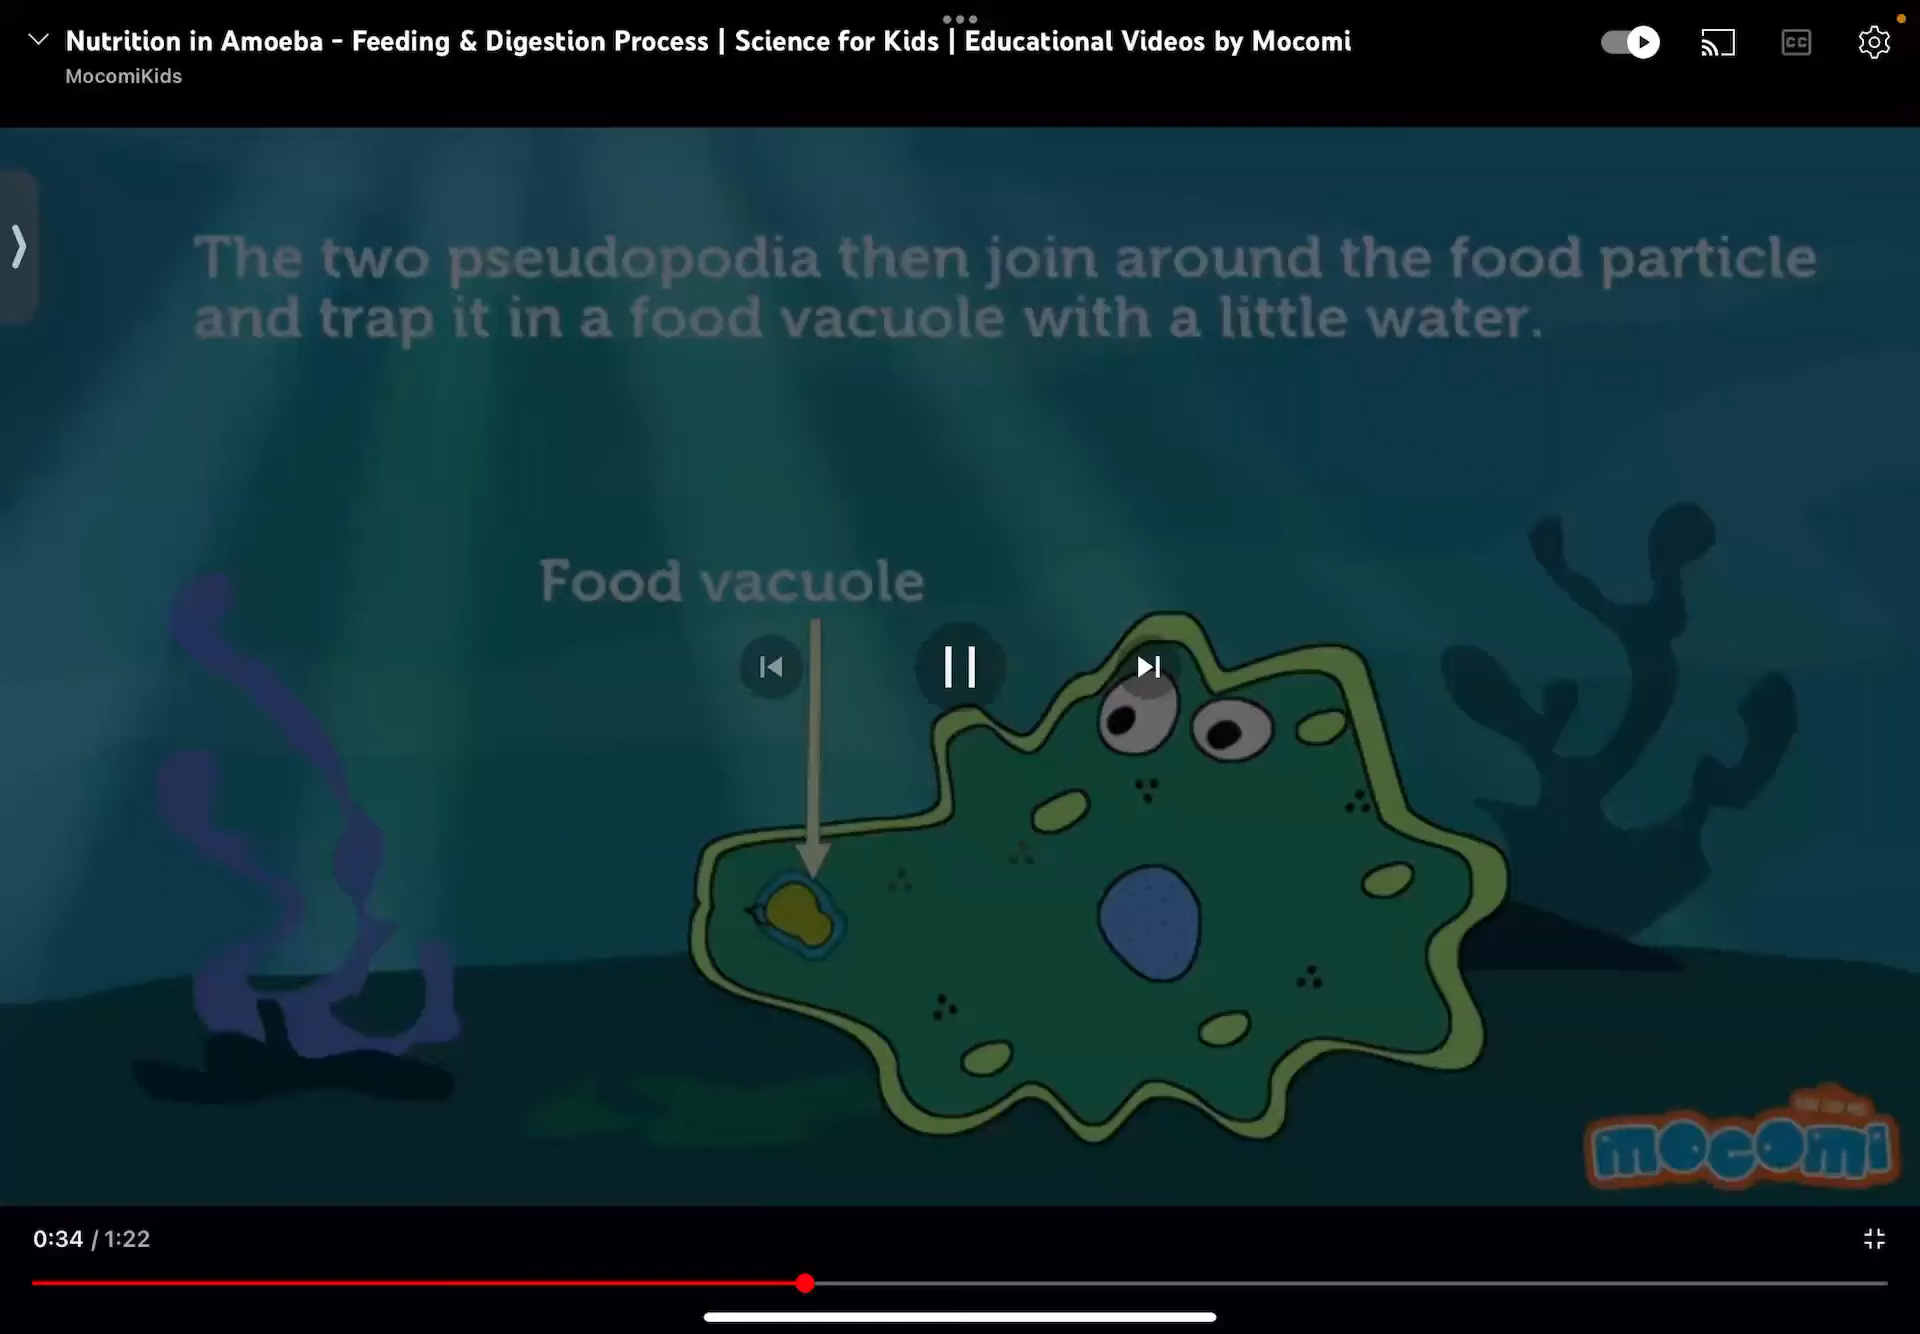 Nutrition in Amoeba - Feeding & Digestion Process | Science for Kids | Educational Videos by Mocomi
MocomiKids
CC
The two pseudopodia then join around the food particle
and trap it in a food vacuole with a little water.
Food vacuole
mocomi
0:34 / 1:22